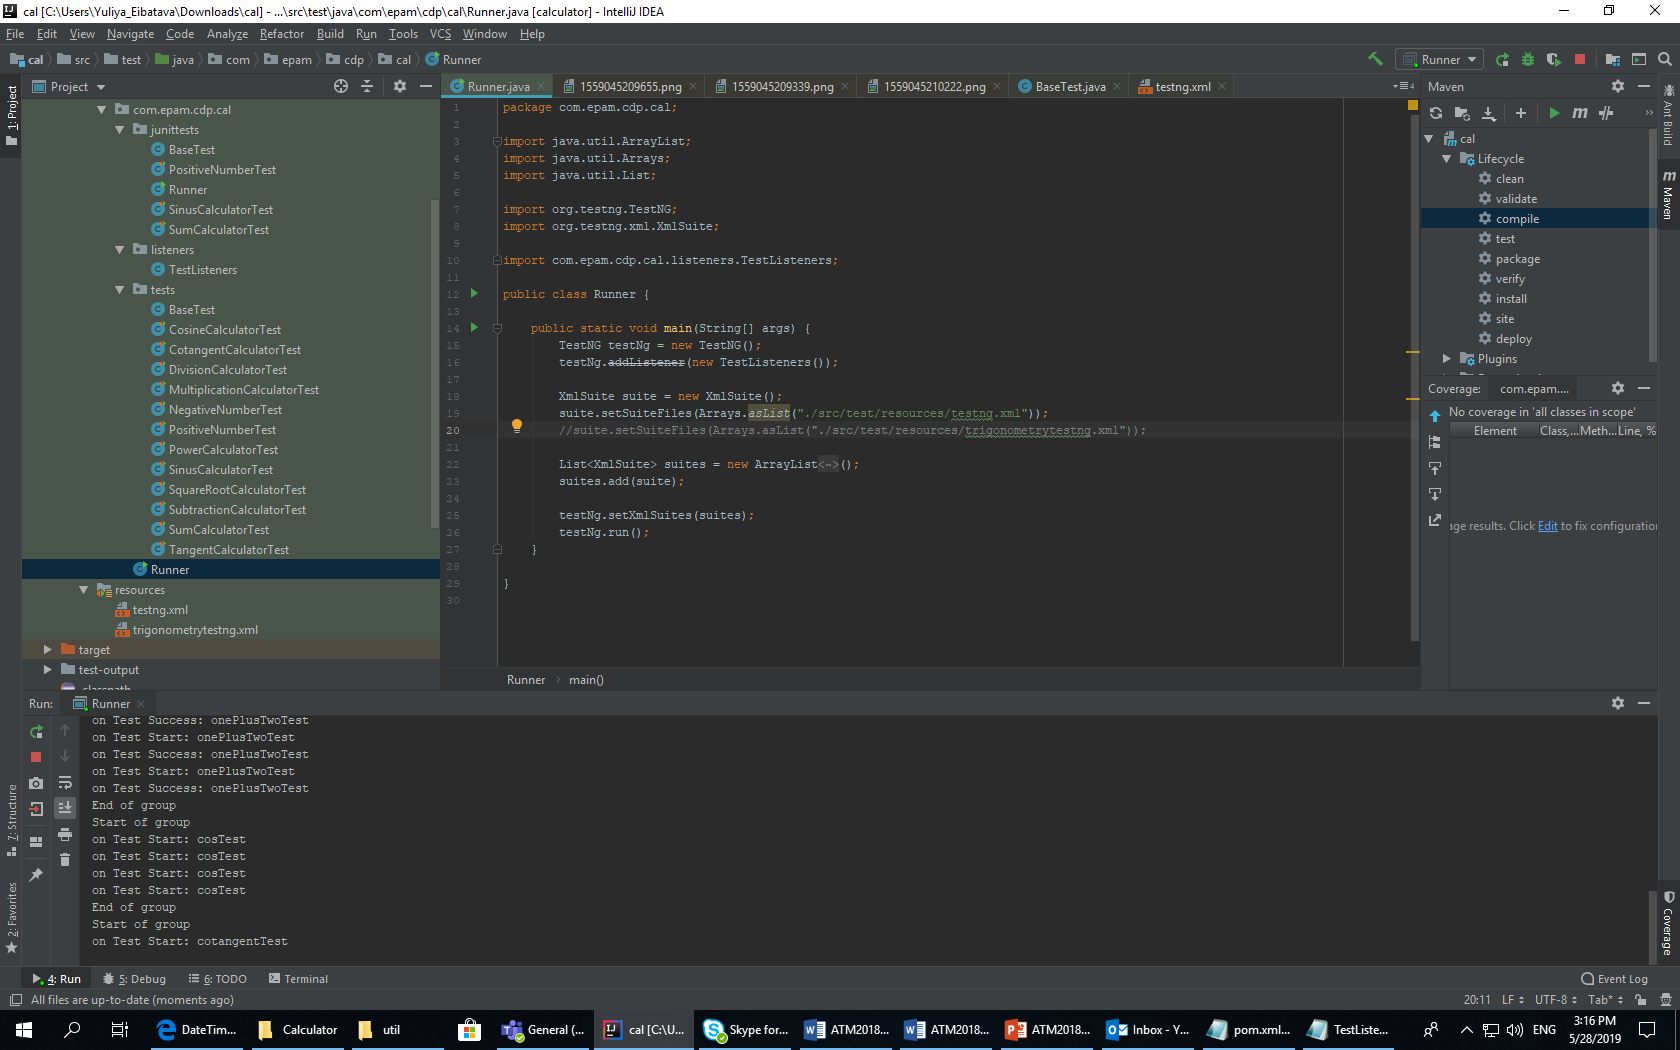 cal [C:\Users\Yuliya_Eibatava\Downloads\cal] - ...\src\test\java\com\epam\cdp\cal\Runner.java [calculator] - IntelliJ IDEA
File Edit View Navigate Code Analyze Refactor Build Run Tools VCS Window Help
cal src test java com epam cdp cal Runner
Runner
Project
Runner.java 1559045209655.png 1559045209339.png 1559045210222.png BaseTest.java testng.xml
4
1: Project
com.epam.cdp.cal
junittests
BaseTest
PositiveNumberTest
Runner
SinusCalculatorTest
SumCalculatorTest
listeners
TestListeners
tests
BaseTest
CosineCalculatorTest
CotangentCalculatorTest
DivisionCalculatorTest
MultiplicationCalculatorTest
NegativeNumberTest
PositiveNumberTest
PowerCalculatorTest
SinusCalculatorTest
SquareRootCalculatorTest
SubtractionCalculatorTest
SumCalculatorTest
TangentCalculatorTest
Runner
resources
testng.xml
trigonometrytestng.xml
target
test-output
.classpath
1 package com.epam.cdp.cal;
2
3 import java.util.ArrayList;
4 import java.util.Arrays;
5 import java.util.List;
6
7 import org.testng.TestNG;
8 import org.testng.xml.XmlSuite;
9
10 import com.epam.cdp.cal.listeners.TestListeners;
11
12 public class Runner {
13
14 public static void main(String[] args) {
15 TestNG testNg = new TestNG();
16 testNg.addListener(new TestListeners());
17
18 XmlSuite suite = new XmlSuite();
19 suite.setSuiteFiles(Arrays.asList("./src/test/resources/testng.xml"));
20 //suite.setSuiteFiles(Arrays.asList("./src/test/resources/trigonometrytestng.xml"));
21
22 List<XmlSuite> suites = new ArrayList<~>();
23 suites.add(suite);
24
25 testNg.setXmlSuites(suites);
26 testNg.run();
27 }
28
29 }
30
Runner main()
Maven
cal
Lifecycle
clean
validate
compile
test
package
verify
install
site
deploy
Plugins
Coverage: com.epam....
No coverage in 'all classes in scope'
Element Class,... Meth... Line, %
age results. Click Edit to fix configuration
Ant Build
Maven
Coverage
Run: Runner
on Test Success: onePlusTwoTest
on Test Start: onePlusTwoTest
on Test Success: onePlusTwoTest
on Test Start: onePlusTwoTest
on Test Success: onePlusTwoTest
End of group
Start of group
on Test Start: cosTest
on Test Start: cosTest
on Test Start: cosTest
on Test Start: cosTest
End of group
Start of group
on Test Start: cotangentTest
7: Structure
2: Favorites
4: Run 5: Debug 6: TODO Terminal Event Log
All files are up-to-date (moments ago) 20:11 LF UTF-8 Tab*
DateTim... Calculator util General (... cal [C:\U... Skype for... ATM2018... ATM2018... ATM2018... Inbox - Y... pom.xml... TestListe... ENG 3:16 PM
5/28/2019